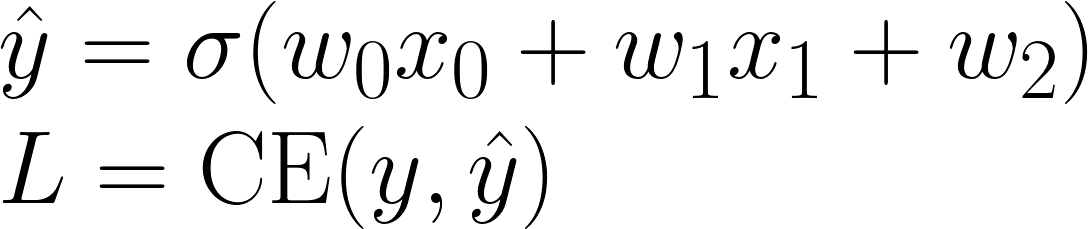 ŷ = σ(w₀x₀ + w₁x₁ + w₂)
L = CE(y, ŷ)